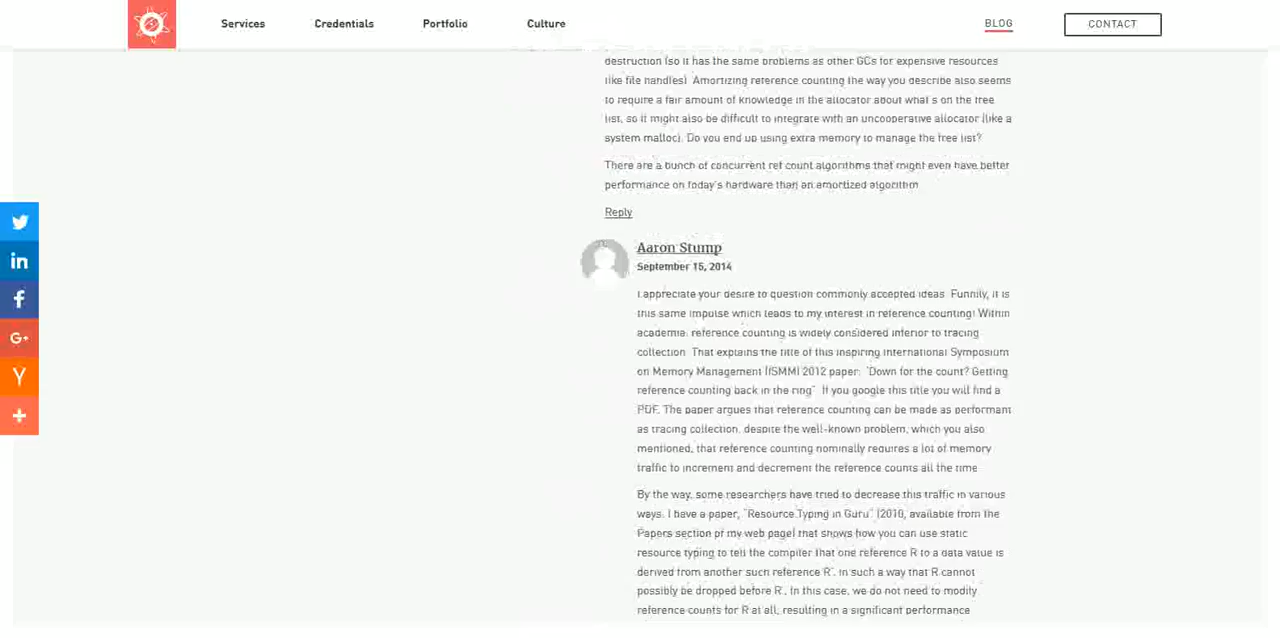 Services Credentials Portfolio Culture BLOG CONTACT
destruction (so it has the same problems as other GCs for expensive resources
like file handles). Amortizing reference counting the way you describe also seems
to require a fair amount of knowledge in the allocator about what's on the free
list, so it might also be difficult to integrate with an uncooperative allocator (like a
system malloc). Do you end up using extra memory to manage the free list?
There are a bunch of concurrent ref count algorithms that might even have better
performance on today's hardware than an amortized algorithm.
Reply
Aaron Stump
September 15, 2014
I appreciate your desire to question commonly accepted ideas. Funnily, it is
this same impulse which leads to my interest in reference counting! Within
academia, reference counting is widely considered inferior to tracing
collection. That explains the title of this inspiring International Symposium
on Memory Management (ISMM) 2012 paper: "Down for the count? Getting
reference counting back in the ring". If you google this title you will find a
PDF. The paper argues that reference counting can be made as performant
as tracing collection, despite the well-known problem, which you also
mentioned, that reference counting nominally requires a lot of memory
traffic to increment and decrement the reference counts all the time.
By the way, some researchers have tried to decrease this traffic in various
ways. I have a paper, "Resource Typing in Guru" (2010, available from the
Papers section of my web page) that shows how you can use static
resource typing to tell the compiler that one reference R to a data value is
derived from another such reference R', in such a way that R cannot
possibly be dropped before R'. In this case, we do not need to modify
reference counts for R at all, resulting in a significant performance